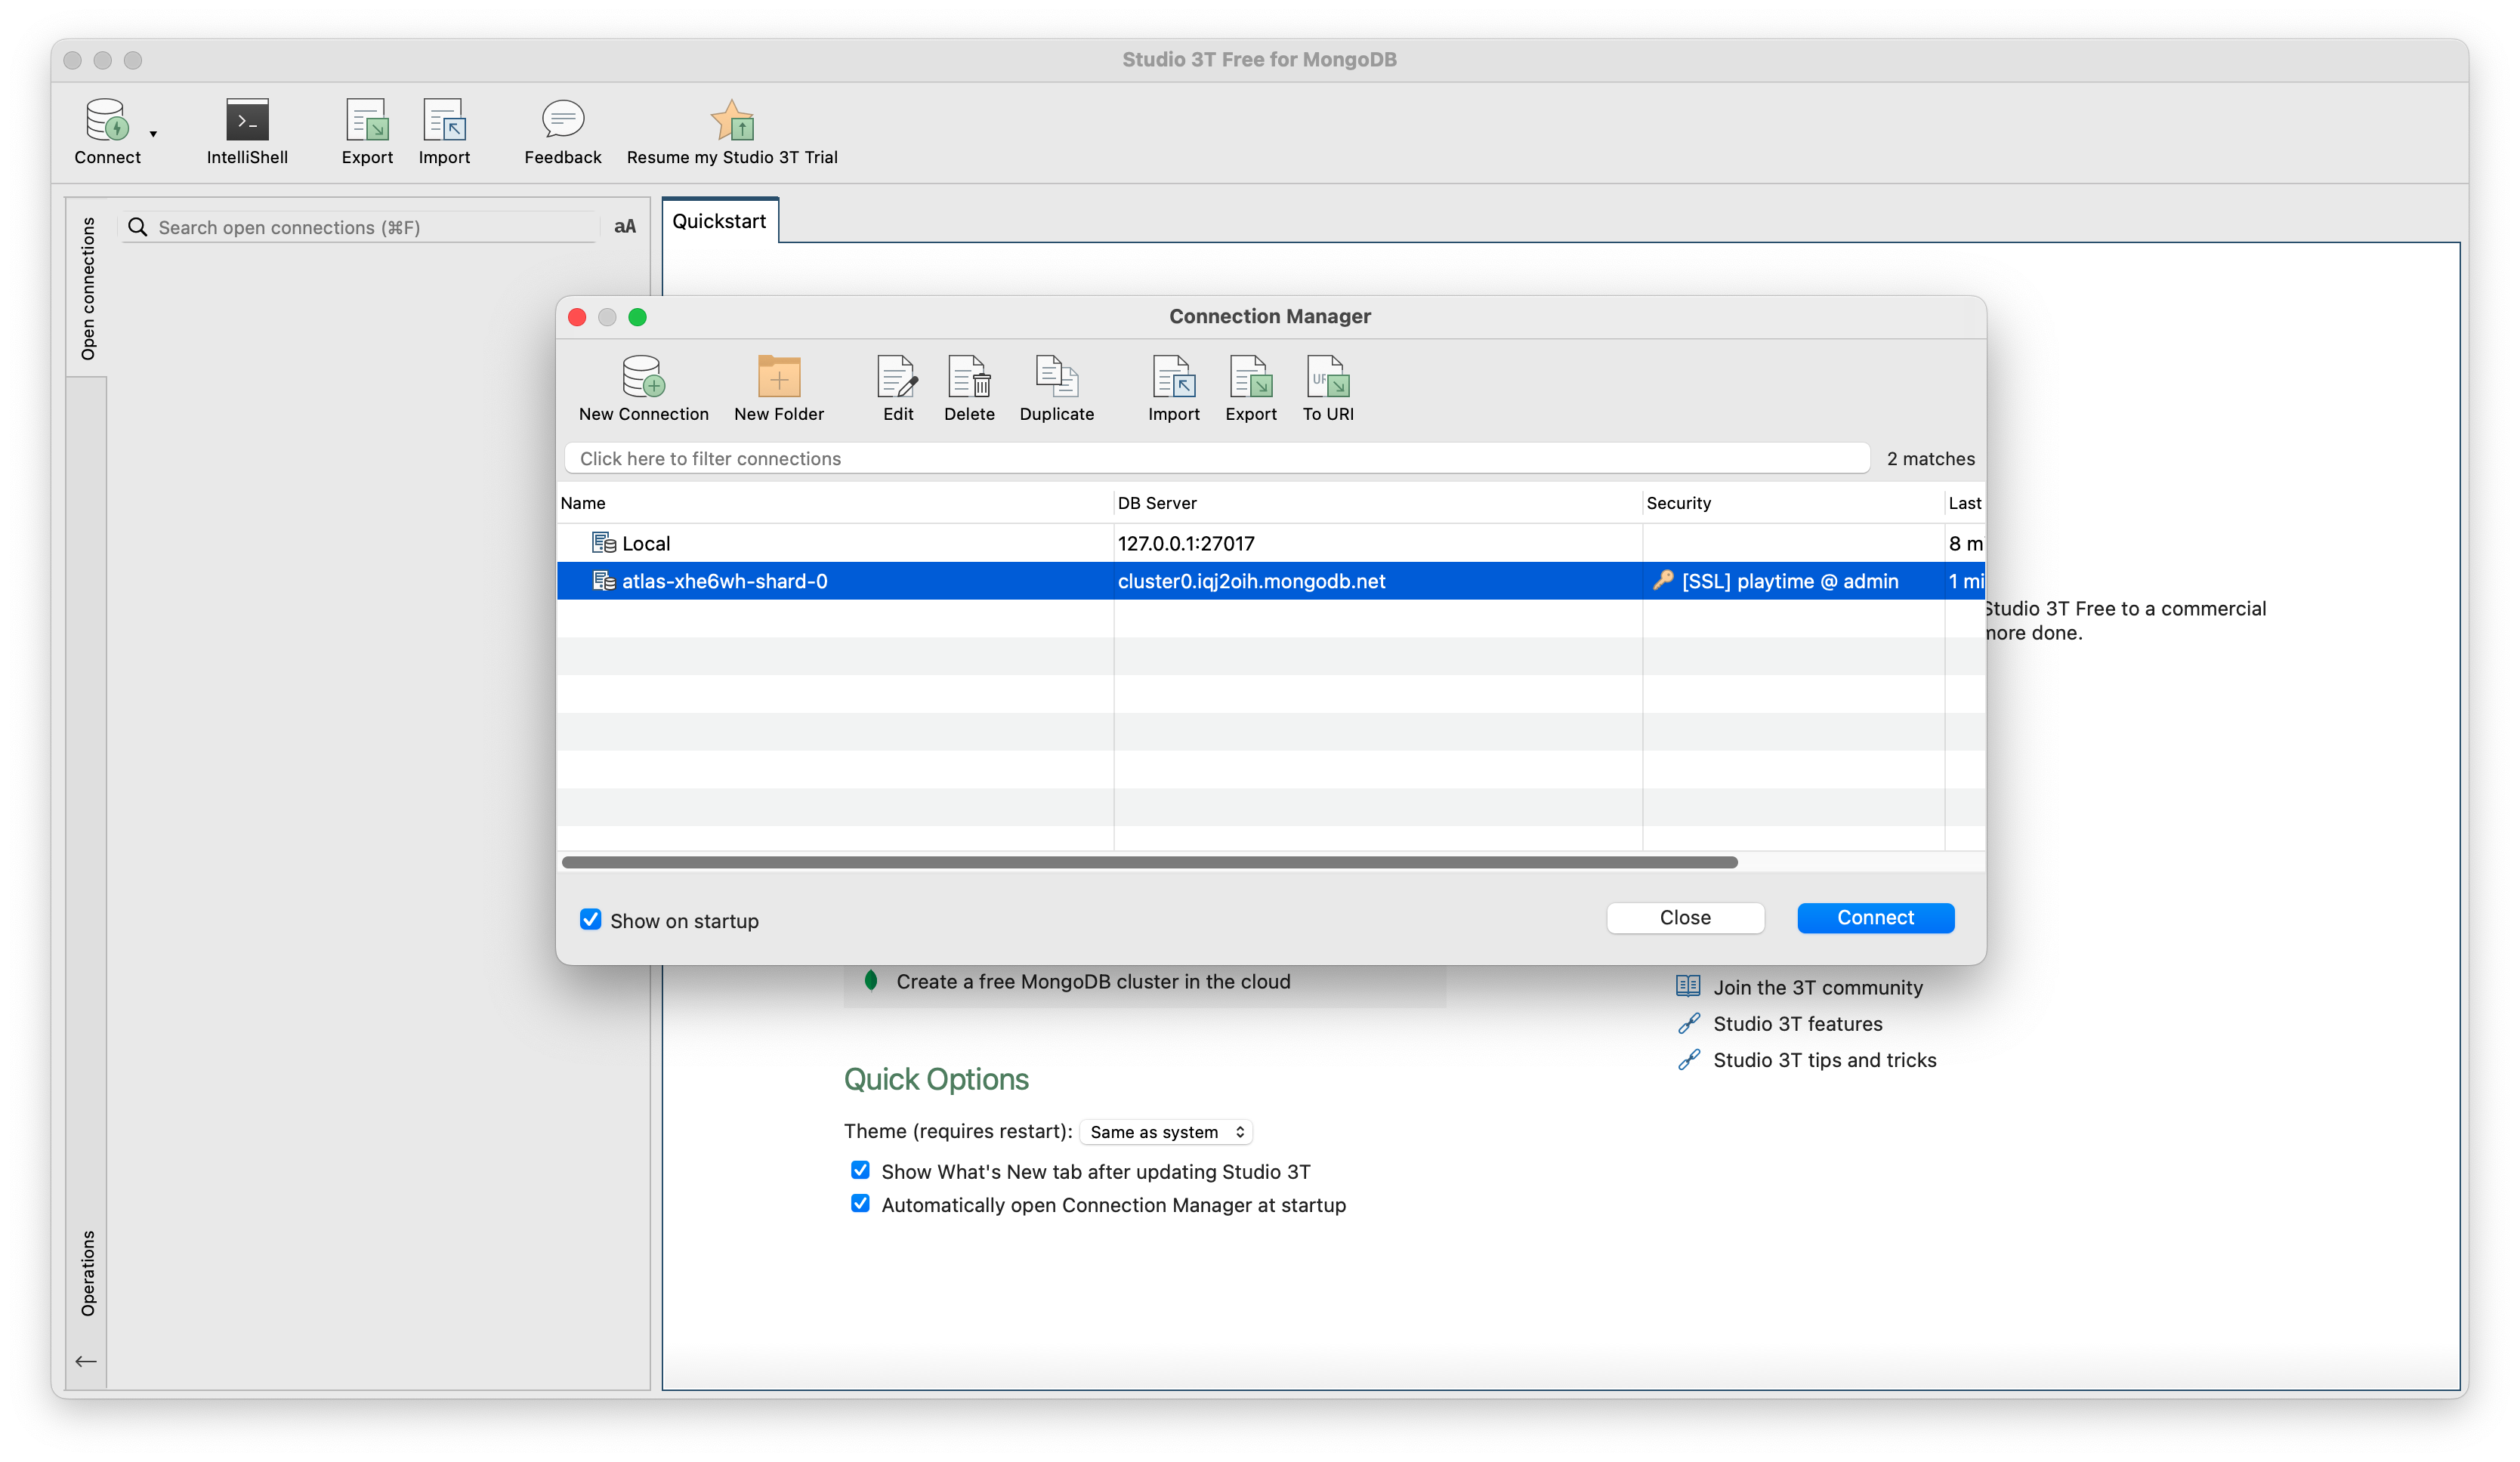 Studio 3T Free for MongoDB
Connect
IntelliShell
Export
Import
Feedback
Resume my Studio 3T Trial
Open connections
Search open connections (⌘F)
aA
Quickstart
Connection Manager
New Connection
New Folder
Edit
Delete
Duplicate
Import
Export
To URI
Click here to filter connections
2 matches
Name
DB Server
Security
Last
Local
127.0.0.1:27017
8 m
atlas-xhe6wh-shard-0
cluster0.iqj2oih.mongodb.net
[SSL] playtime @ admin
1 mi
Studio 3T Free to a commercial
more done.
Show on startup
Close
Connect
Create a free MongoDB cluster in the cloud
Join the 3T community
Studio 3T features
Studio 3T tips and tricks
Quick Options
Theme (requires restart):
Same as system
Show What's New tab after updating Studio 3T
Automatically open Connection Manager at startup
Operations